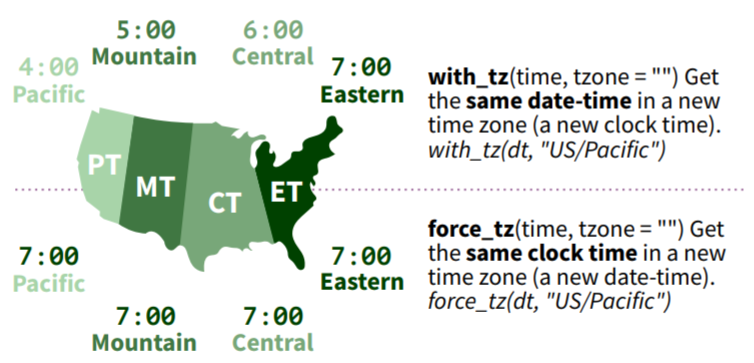 5:00
Mountain
6:00
Central
4:00
Pacific
7:00
Eastern
PT
MT
CT
ET
with_tz(time, tzone = "") Get
the same date-time in a new
time zone (a new clock time).
with_tz(dt, "US/Pacific")
7:00
Pacific
7:00
Eastern
7:00
Mountain
7:00
Central
force_tz(time, tzone = "") Get
the same clock time in a new
time zone (a new date-time).
force_tz(dt, "US/Pacific")